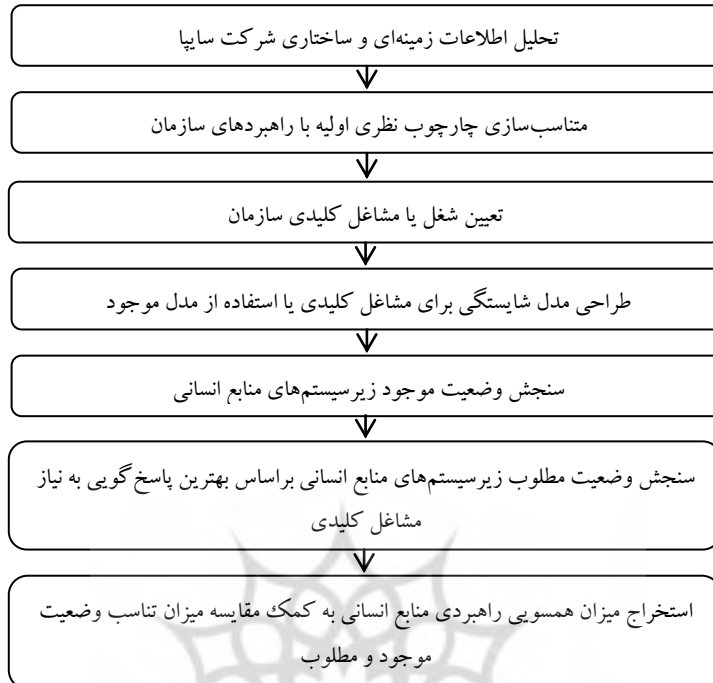 تحلیل اطلاعات زمینه‌ای و ساختاری شرکت سایپا
متناسب‌سازی چارچوب نظری اولیه با راهبردهای سازمان
تعیین شغل یا مشاغل کلیدی سازمان
طراحی مدل شایستگی برای مشاغل کلیدی یا استفاده از مدل موجود
سنجش وضعیت موجود زیرسیستم‌های منابع انسانی
سنجش وضعیت مطلوب زیرسیستم‌های منابع انسانی براساس بهترین پاسخ‌گویی به نیاز
مشاغل کلیدی
استخراج میزان همسویی راهبردی منابع انسانی به کمک مقایسه میزان تناسب وضعیت
موجود و مطلوب